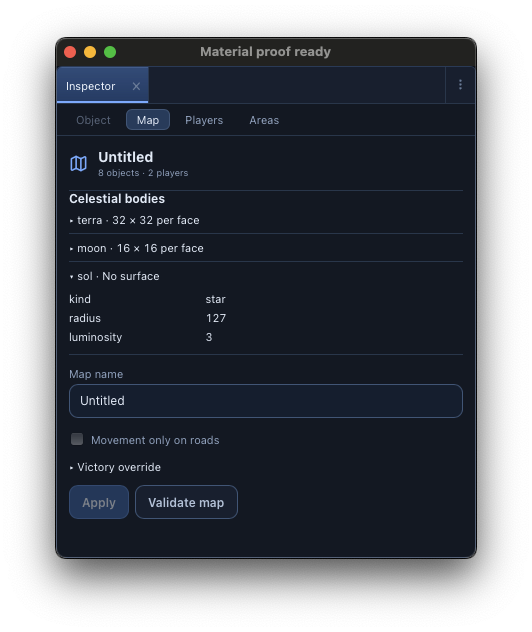 Material proof ready
Inspector
Object Map Players Areas
Untitled
8 objects · 2 players
Celestial bodies
terra · 32 × 32 per face
moon · 16 × 16 per face
sol · No surface
kind star
radius 127
luminosity 3
Map name
Untitled
Movement only on roads
Victory override
Apply Validate map